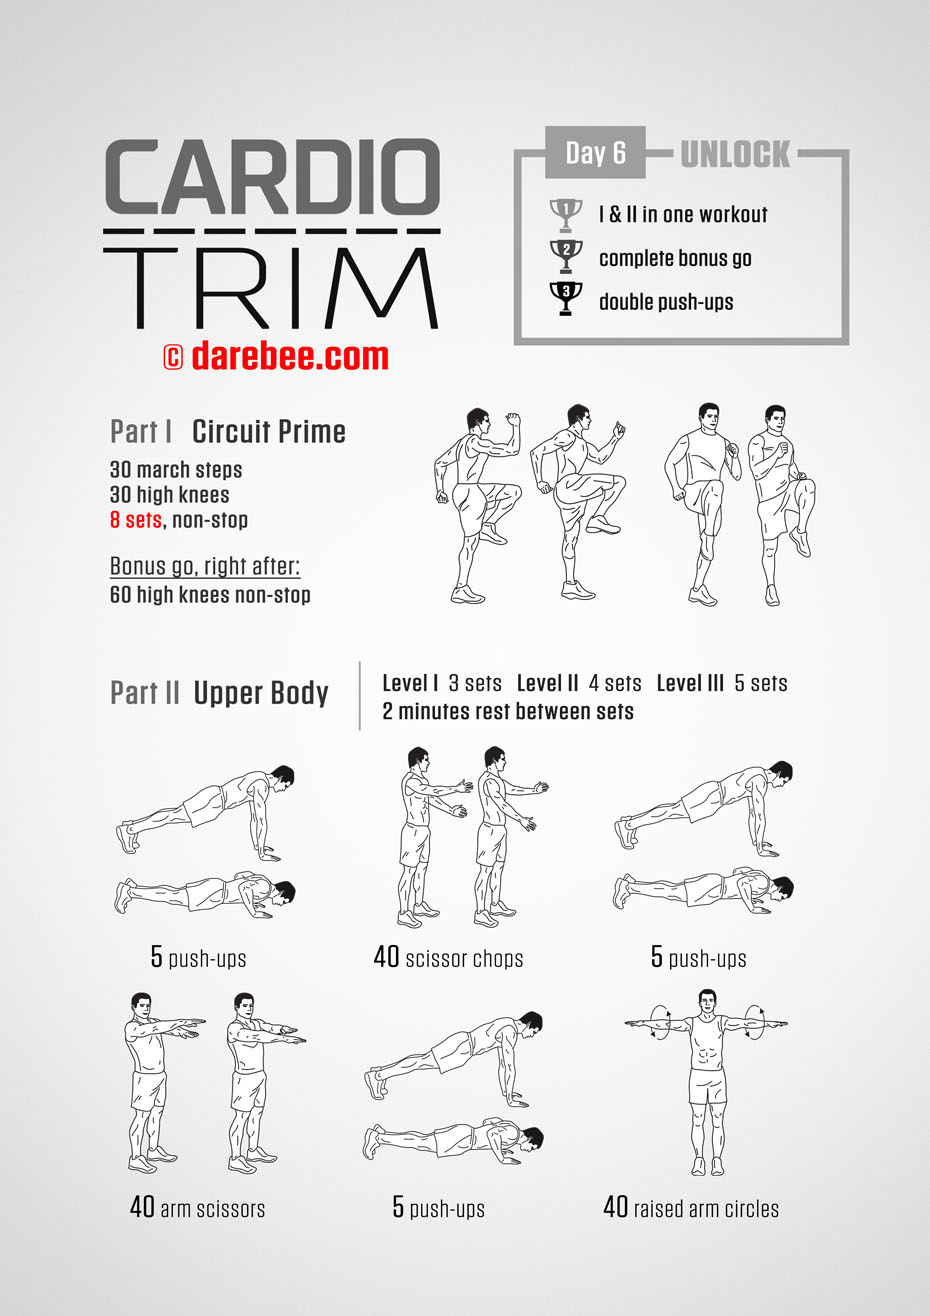 CARDIO
TRIM
© darebee.com
Day 6 UNLOCK
1 I & II in one workout
2 complete bonus go
3 double push-ups
Part I Circuit Prime
30 march steps
30 high knees
8 sets, non-stop
Bonus go, right after:
60 high knees non-stop
Part II Upper Body
Level I 3 sets Level II 4 sets Level III 5 sets
2 minutes rest between sets
5 push-ups
40 scissor chops
5 push-ups
40 arm scissors
5 push-ups
40 raised arm circles